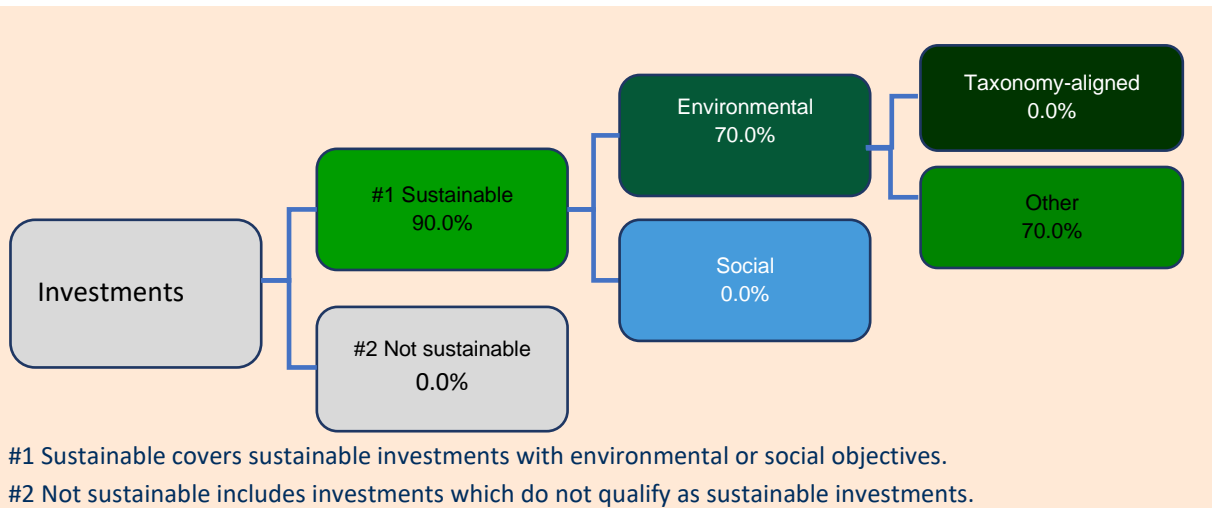 Investments
#1 Sustainable
90.0%
#2 Not sustainable
0.0%
Environmental
70.0%
Social
0.0%
Taxonomy-aligned
0.0%
Other
70.0%
#1 Sustainable covers sustainable investments with environmental or social objectives.
#2 Not sustainable includes investments which do not qualify as sustainable investments.